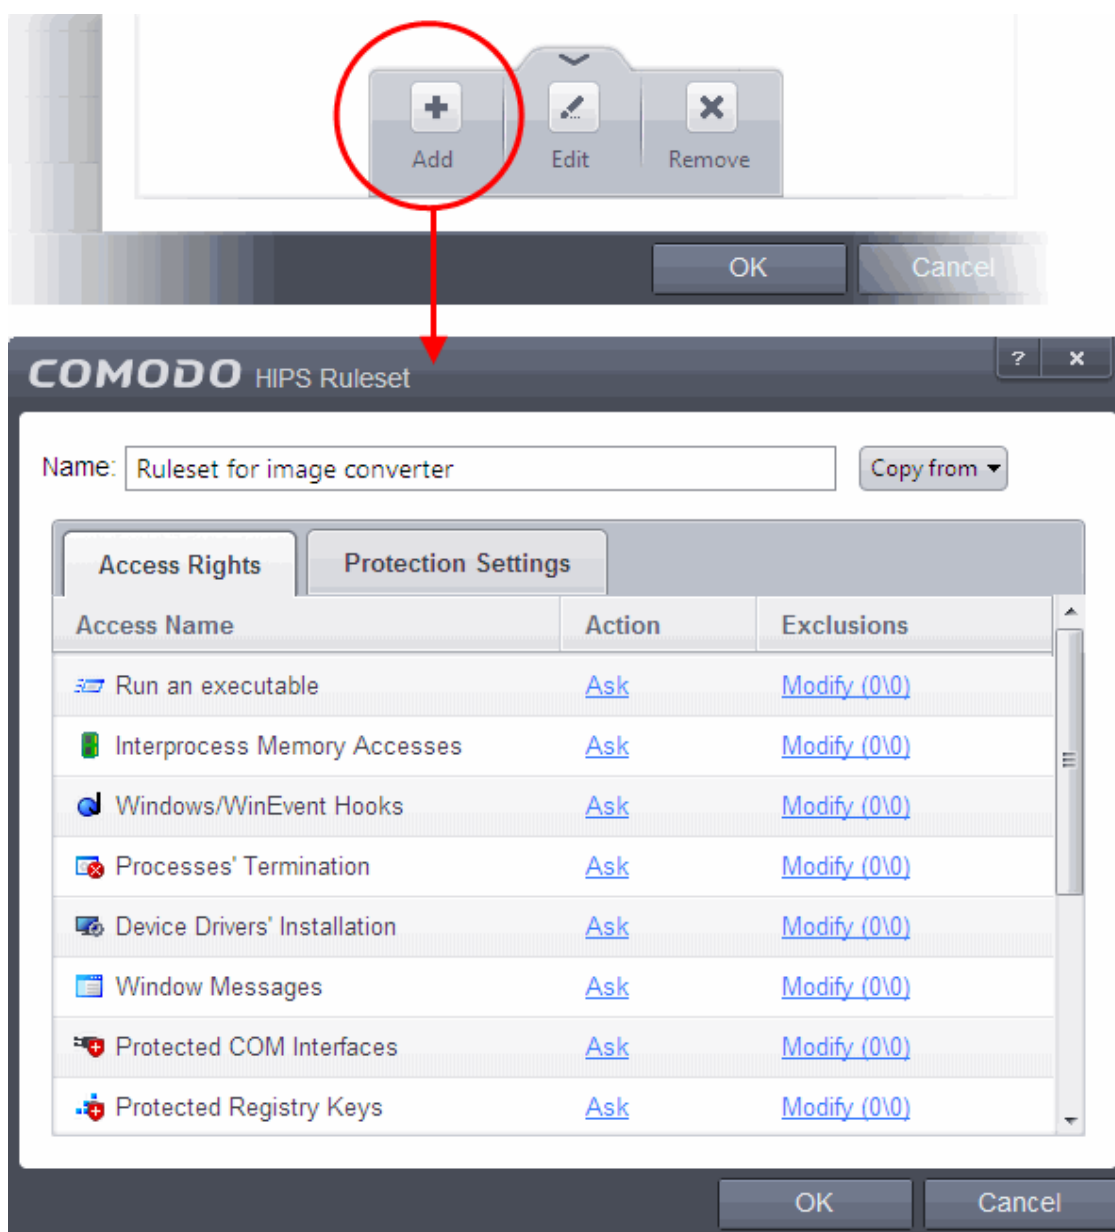 Add Edit Remove
OK Cancel
COMODO HIPS Ruleset ? x
Name: Ruleset for image converter Copy from
Access Rights Protection Settings
Access Name Action Exclusions
Run an executable Ask Modify (0\0)
Interprocess Memory Accesses Ask Modify (0\0)
Windows/WinEvent Hooks Ask Modify (0\0)
Processes' Termination Ask Modify (0\0)
Device Drivers' Installation Ask Modify (0\0)
Window Messages Ask Modify (0\0)
Protected COM Interfaces Ask Modify (0\0)
Protected Registry Keys Ask Modify (0\0)
OK Cancel